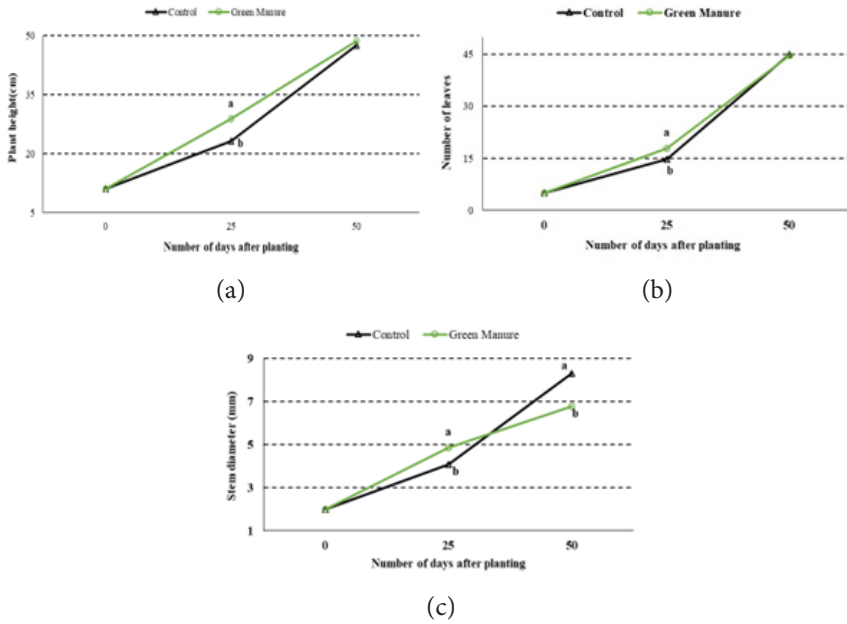 Control Green Manure
50
35
20
5
Plant height(cm)
a
b
0 25 50
Number of days after planting
(a)
Control Green Manure
45
30
15
0
Number of leaves
a
b
0 25 50
Number of days after planting
(b)
Control Green Manure
9
7
5
3
1
Stem diameter (mm)
a
b
a
b
0 25 50
Number of days after planting
(c)